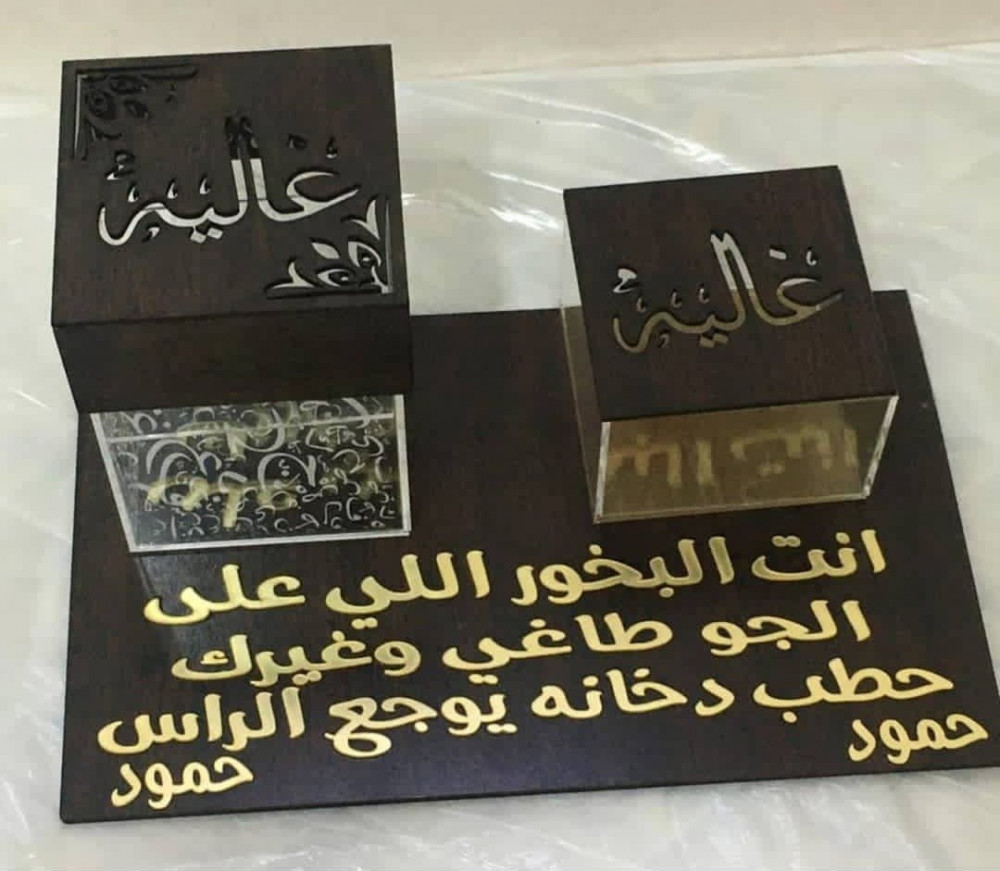 غالية
غالية
انت البخور اللي على
الجو طاغي وغيرك
حطب دخانه يوجع الراس
حمود
حمود